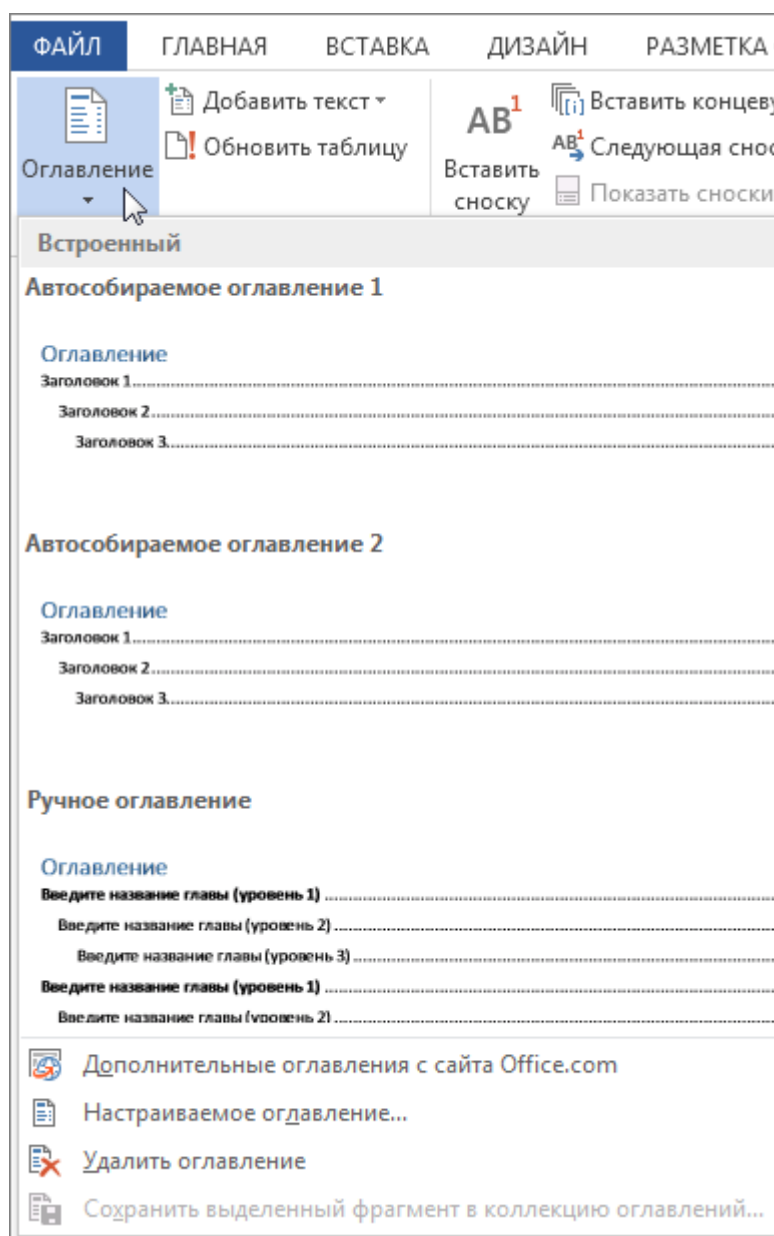 ФАЙЛ ГЛАВНАЯ ВСТАВКА ДИЗАЙН РАЗМЕТКА
Оглавление
Добавить текст
Обновить таблицу
AB1
Вставить
сноску
[i] Вставить концеву
AB Следующая снос
Показать сноски
Встроенный
Автособираемое оглавление 1
Оглавление
Заголовок 1
Заголовок 2
Заголовок 3
Автособираемое оглавление 2
Оглавление
Заголовок 1
Заголовок 2
Заголовок 3
Ручное оглавление
Оглавление
Введите название главы (уровень 1)
Введите название главы (уровень 2)
Введите название главы (уровень 3)
Введите название главы (уровень 1)
Введите название главы (уровень 2)
Дополнительные оглавления с сайта Office.com
Настраиваемое оглавление...
Удалить оглавление
Сохранить выделенный фрагмент в коллекцию оглавлений...